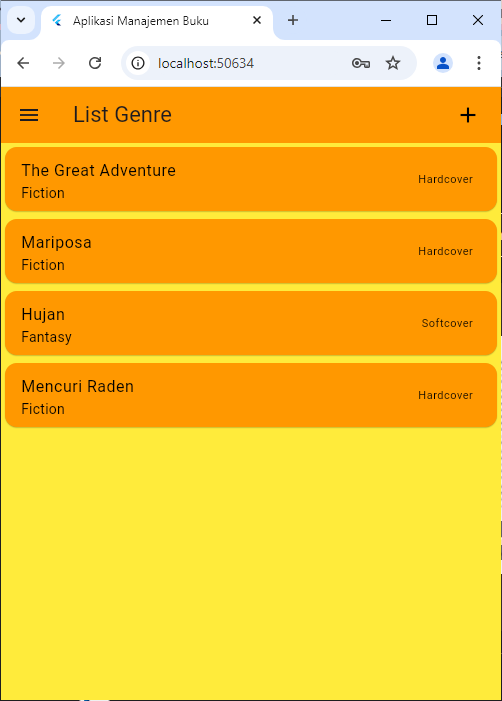 Aplikasi Manajemen Buku
localhost:50634
List Genre
The Great Adventure
Fiction
Hardcover
Mariposa
Fiction
Hardcover
Hujan
Fantasy
Softcover
Mencuri Raden
Fiction
Hardcover